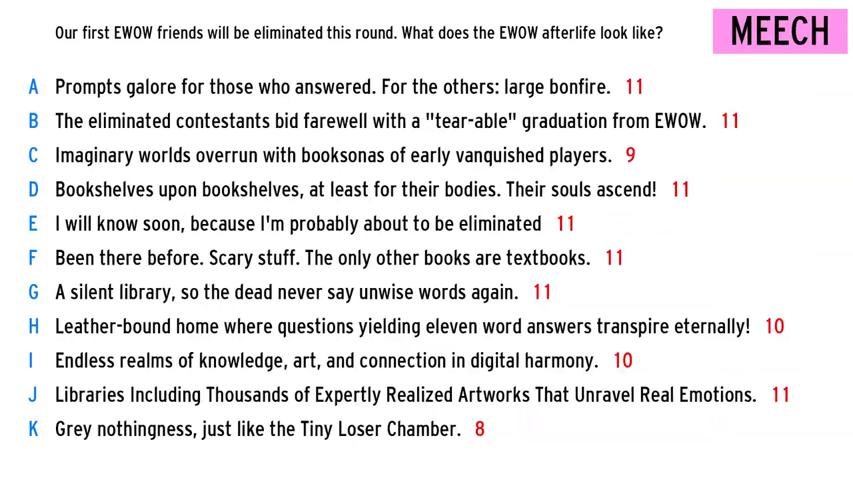 Our first EWOW friends will be eliminated this round. What does the EWOW afterlife look like?
MEECH
A Prompts galore for those who answered. For the others: large bonfire. 11
B The eliminated contestants bid farewell with a "tear-able" graduation from EWOW. 11
C Imaginary worlds overrun with booksonas of early vanquished players. 9
D Bookshelves upon bookshelves, at least for their bodies. Their souls ascend! 11
E I will know soon, because I'm probably about to be eliminated 11
F Been there before. Scary stuff. The only other books are textbooks. 11
G A silent library, so the dead never say unwise words again. 11
H Leather-bound home where questions yielding eleven word answers transpire eternally! 10
I Endless realms of knowledge, art, and connection in digital harmony. 10
J Libraries Including Thousands of Expertly Realized Artworks That Unravel Real Emotions. 11
K Grey nothingness, just like the Tiny Loser Chamber. 8